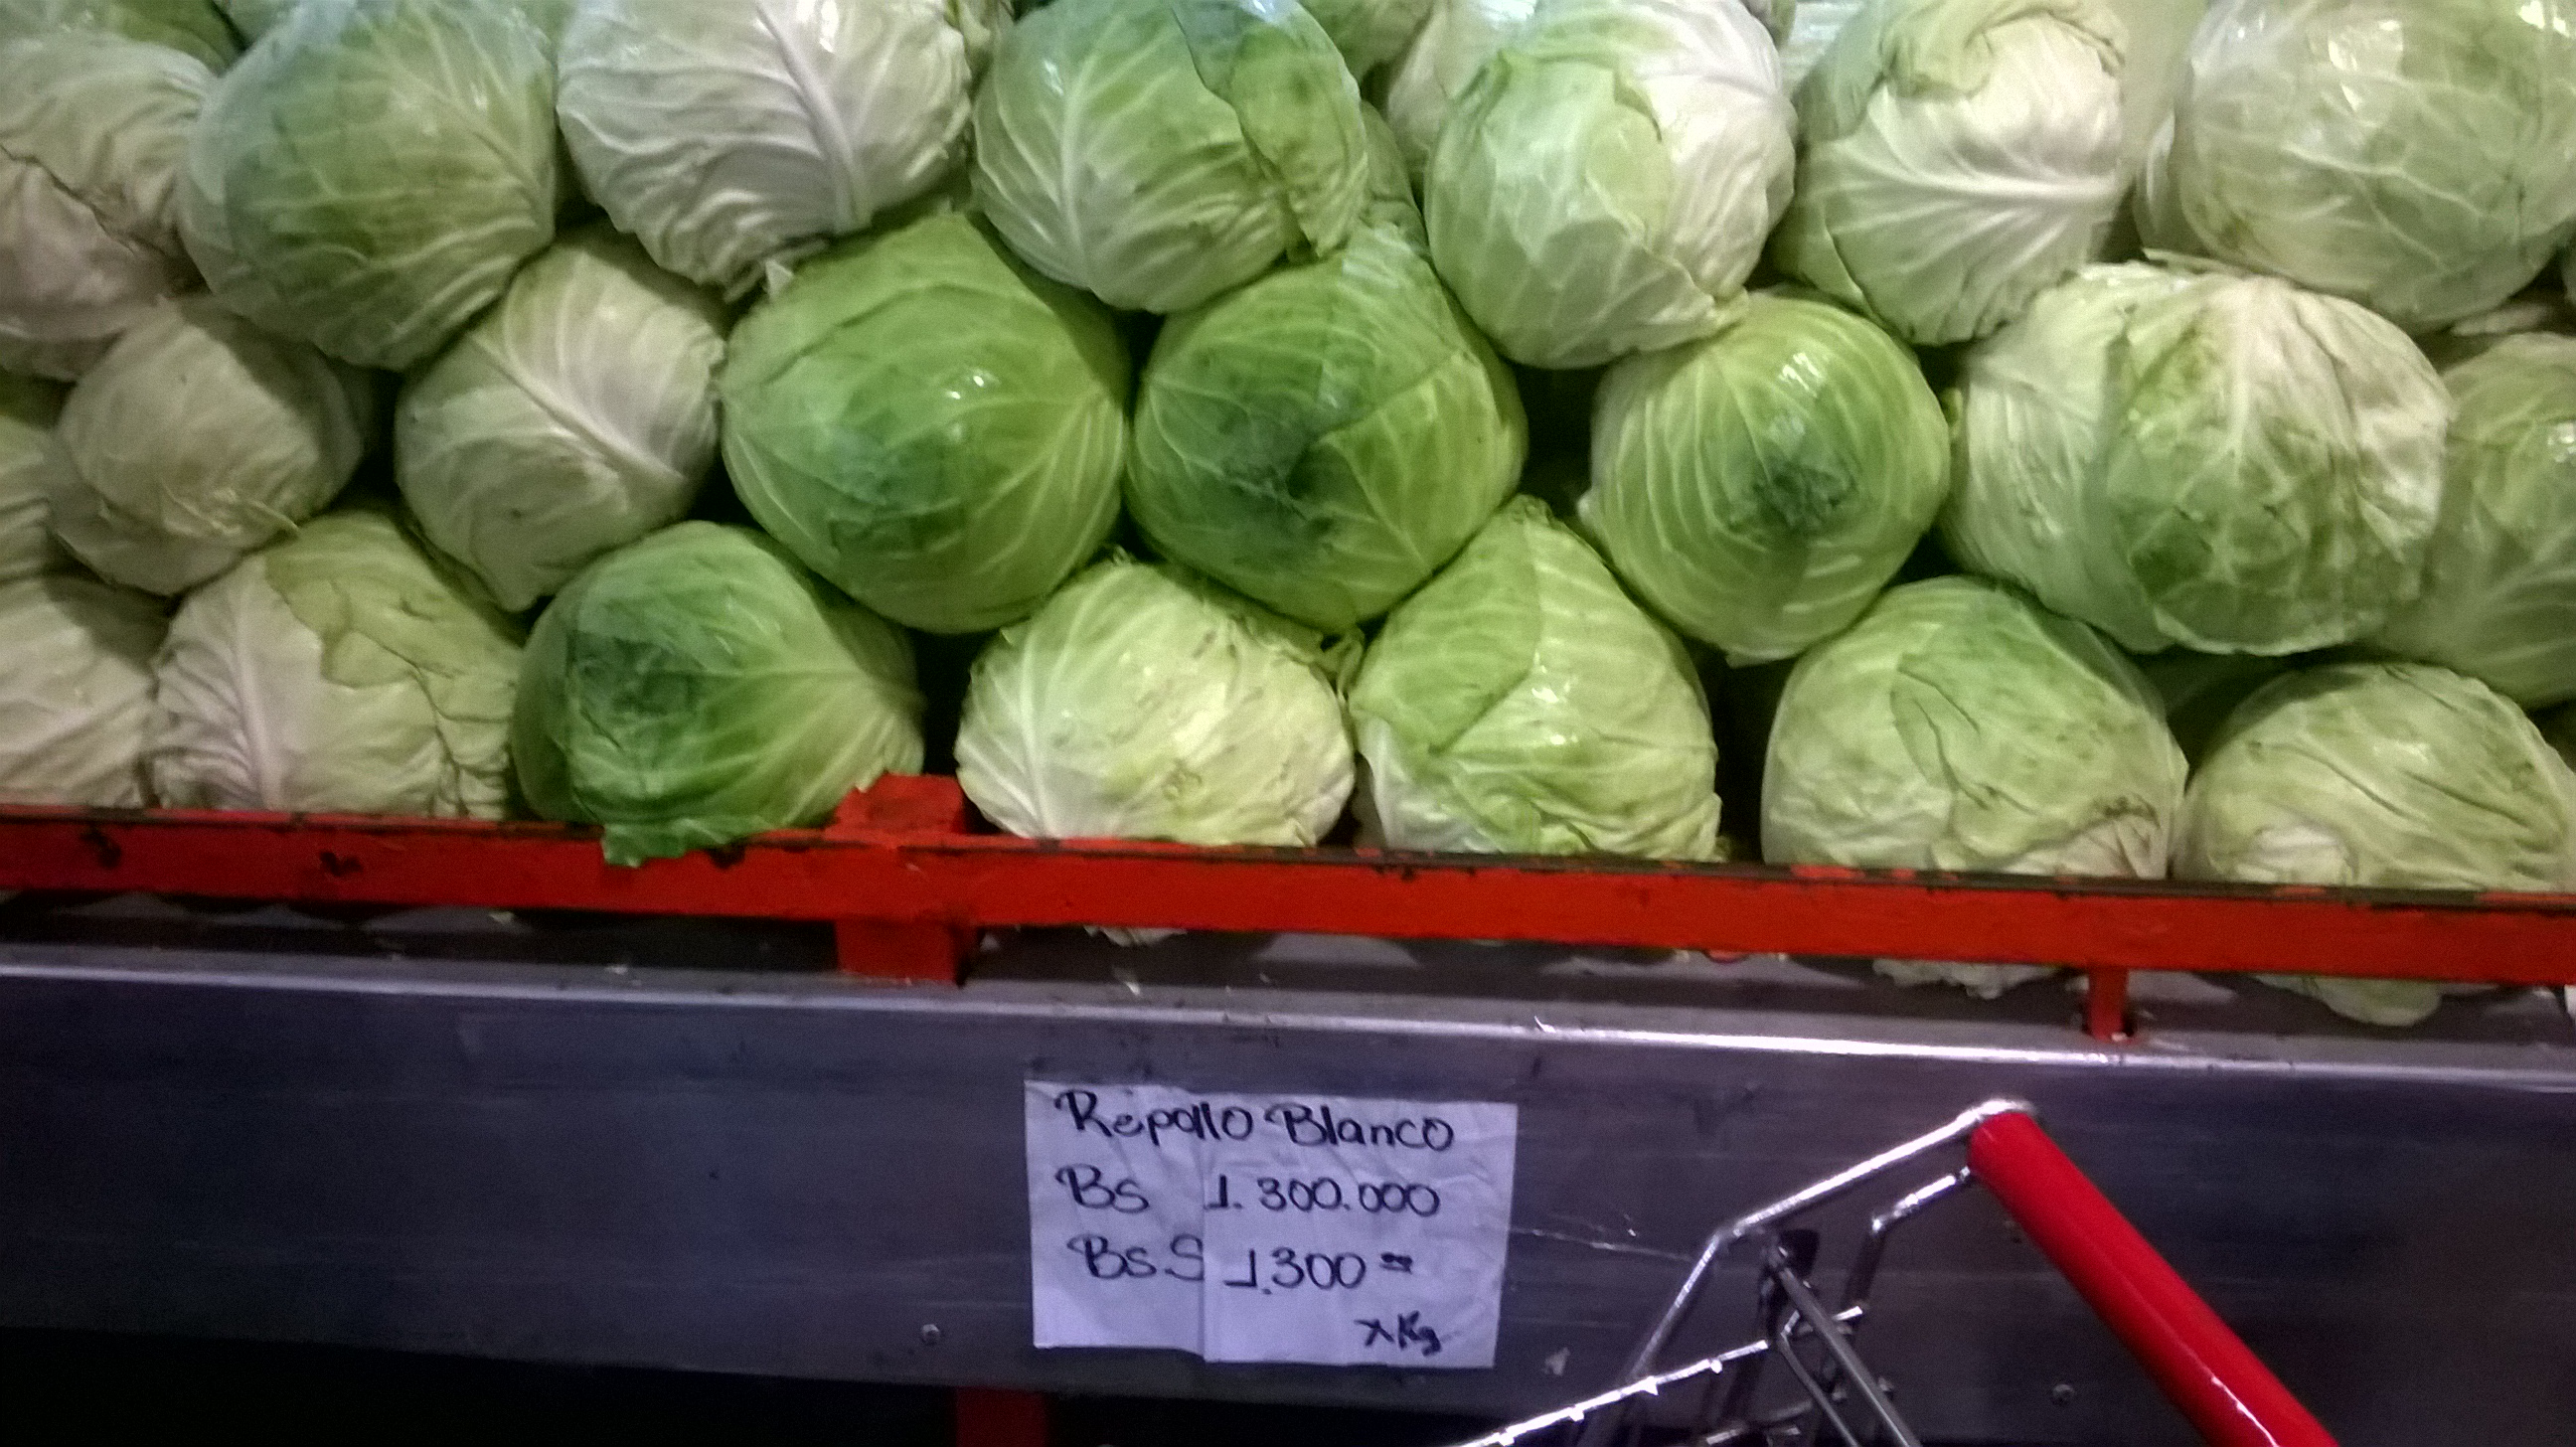 Repollo Blanco
Bs 1.300.000
Bs.S 1.300=
x Kg